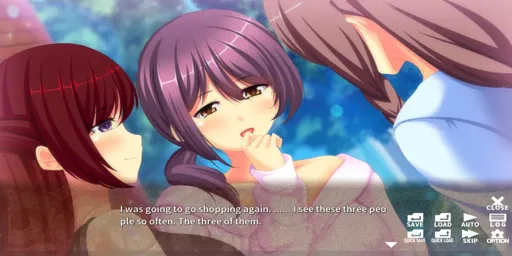 I was going to go shopping again. ...... I see these three peo
ple so often. The three of them.
CLOSE
SAVE LOAD AUTO LOG
QUICK SAVE QUICK LOAD SKIP OPTION